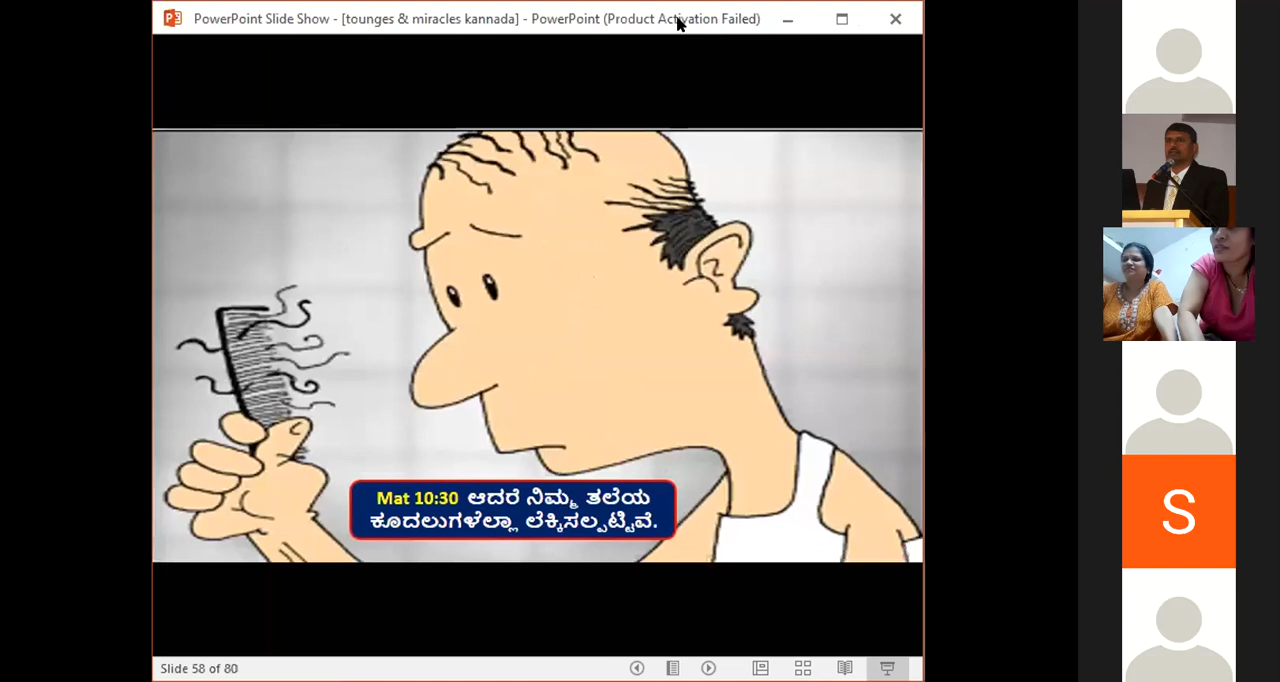 PowerPoint Slide Show - [tounges & miracles kannada] - PowerPoint (Product Activation Failed)
Mat 10:30 ಆದರೆ ನಿಮ್ಮ ತಲೆಯ
ಕೂದಲುಗಳೆಲ್ಲಾ ಲೆಕ್ಕಿಸಲ್ಪಟ್ಟಿವೆ.
S
Slide 58 of 80